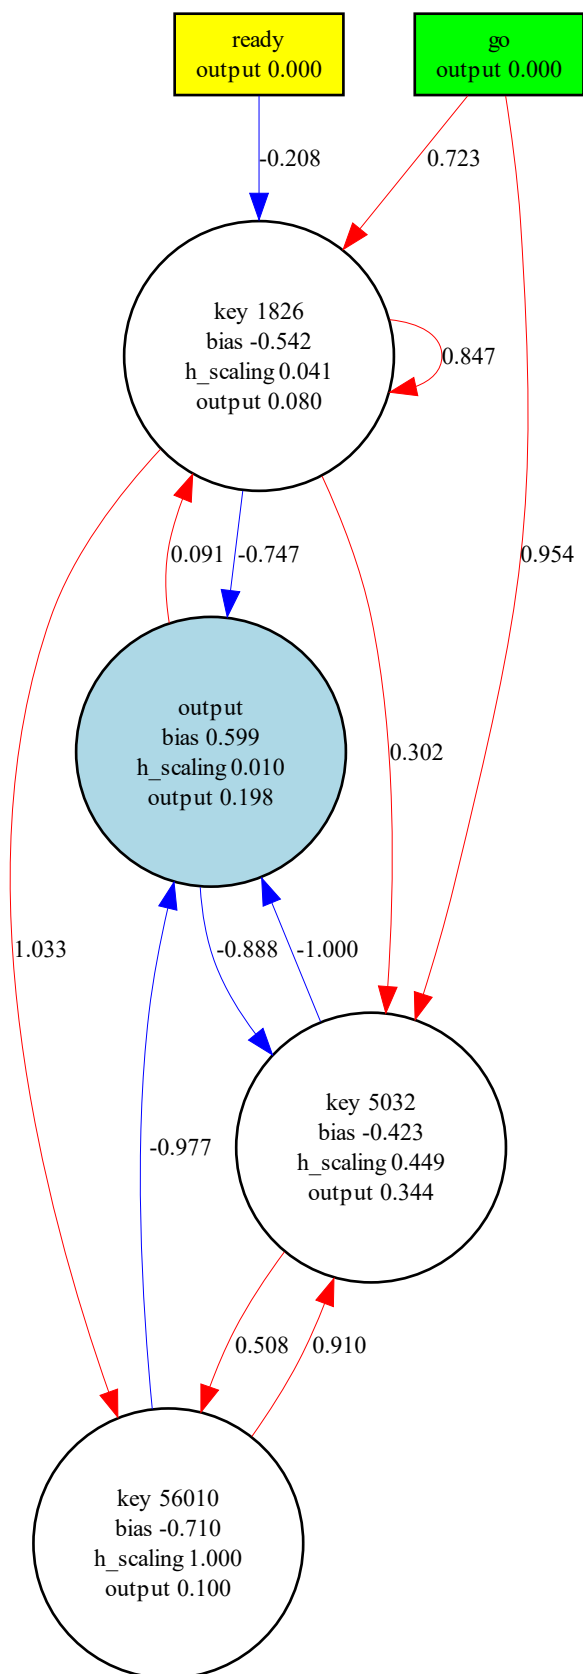 ready
output 0.000
go
output 0.000
-0.208
0.723
key 1826
bias -0.542
h_scaling 0.041
output 0.080
0.847
0.091
-0.747
0.954
output
bias 0.599
h_scaling 0.010
output 0.198
0.302
1.033
-0.888
-1.000
key 5032
bias -0.423
h_scaling 0.449
output 0.344
-0.977
0.508
0.910
key 56010
bias -0.710
h_scaling 1.000
output 0.100